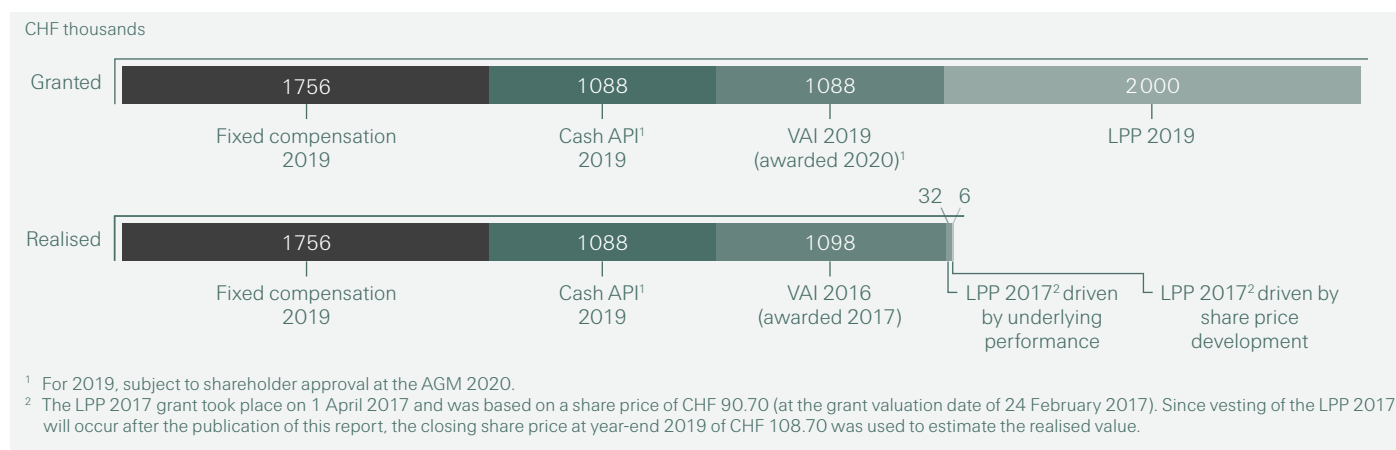 CHF thousands
Granted
1756 1088 1088 2 000
Fixed compensation Cash API¹ VAI 2019 LPP 2019
2019 2019 (awarded 2020)¹
32 6
Realised
1756 1088 1098
Fixed compensation Cash API¹ VAI 2016 LPP 2017² driven LPP 2017² driven by
2019 2019 (awarded 2017) by underlying share price
performance development
¹ For 2019, subject to shareholder approval at the AGM 2020.
² The LPP 2017 grant took place on 1 April 2017 and was based on a share price of CHF 90.70 (at the grant valuation date of 24 February 2017). Since vesting of the LPP 2017
will occur after the publication of this report, the closing share price at year-end 2019 of CHF 108.70 was used to estimate the realised value.